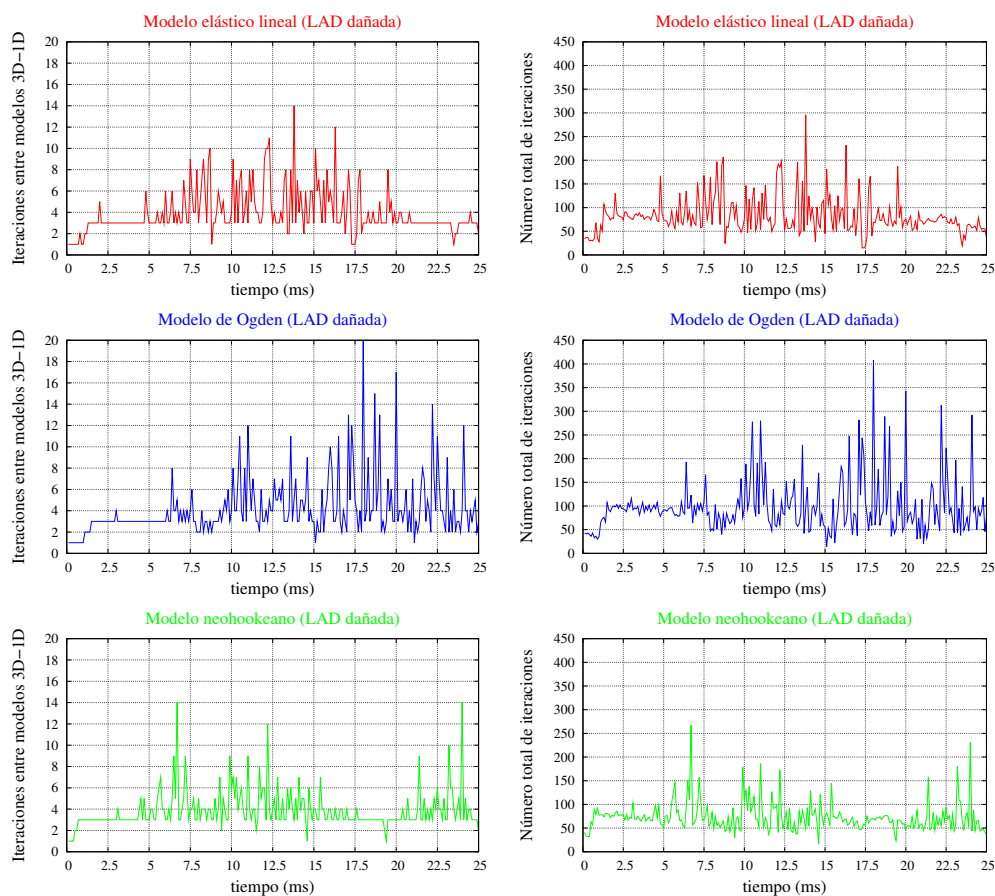 Modelo elástico lineal (LAD dañada)
Iteraciones entre modelos 3D−1D
20
18
16
14
12
10
8
6
4
2
0
0 2.5 5 7.5 10 12.5 15 17.5 20 22.5 25
tiempo (ms)
Modelo elástico lineal (LAD dañada)
Número total de iteraciones
450
400
350
300
250
200
150
100
50
0
0 2.5 5 7.5 10 12.5 15 17.5 20 22.5 25
tiempo (ms)
Modelo de Ogden (LAD dañada)
Iteraciones entre modelos 3D−1D
20
18
16
14
12
10
8
6
4
2
0
0 2.5 5 7.5 10 12.5 15 17.5 20 22.5 25
tiempo (ms)
Modelo de Ogden (LAD dañada)
Número total de iteraciones
450
400
350
300
250
200
150
100
50
0
0 2.5 5 7.5 10 12.5 15 17.5 20 22.5 25
tiempo (ms)
Modelo neohookeano (LAD dañada)
Iteraciones entre modelos 3D−1D
20
18
16
14
12
10
8
6
4
2
0
0 2.5 5 7.5 10 12.5 15 17.5 20 22.5 25
tiempo (ms)
Modelo neohookeano (LAD dañada)
Número total de iteraciones
450
400
350
300
250
200
150
100
50
0
0 2.5 5 7.5 10 12.5 15 17.5 20 22.5 25
tiempo (ms)